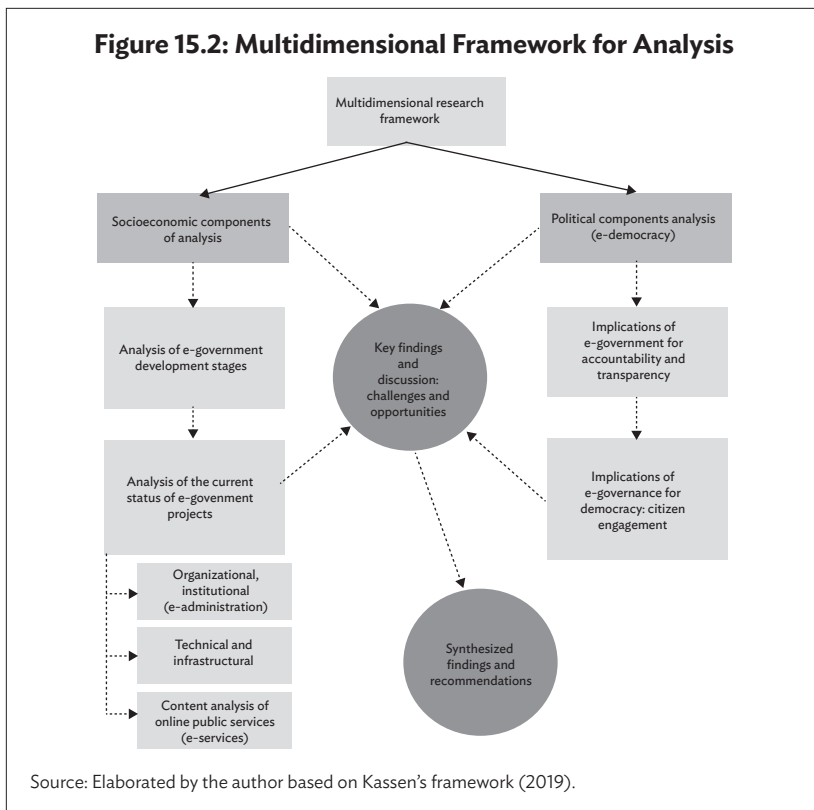 Figure 15.2: Multidimensional Framework for Analysis
Multidimensional research
framework
Socioeconomic components
of analysis
Political components analysis
(e-democracy)
Analysis of e-government
development stages
Key findings
and
discussion:
challenges and
opportunities
Implications of
e-government for
accountability and
transparency
Analysis of the current
status of e-govenment
projects
Implications of
e-governance for
democracy: citizen
engagement
Organizational,
institutional
(e-administration)
Technical and
infrastructural
Content analysis of
online public services
(e-services)
Synthesized
findings and
recommendations
Source: Elaborated by the author based on Kassen’s framework (2019).